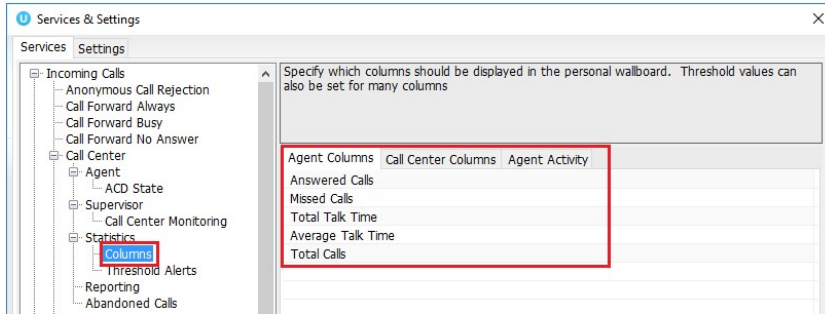 Services & Settings
Services Settings
Incoming Calls
Anonymous Call Rejection
Call Forward Always
Call Forward Busy
Call Forward No Answer
Call Center
Agent
ACD State
Supervisor
Call Center Monitoring
Statistics
Columns
Threshold Alerts
Reporting
Abandoned Calls
Specify which columns should be displayed in the personal wallboard. Threshold values can
also be set for many columns
Agent Columns Call Center Columns Agent Activity
Answered Calls
Missed Calls
Total Talk Time
Average Talk Time
Total Calls